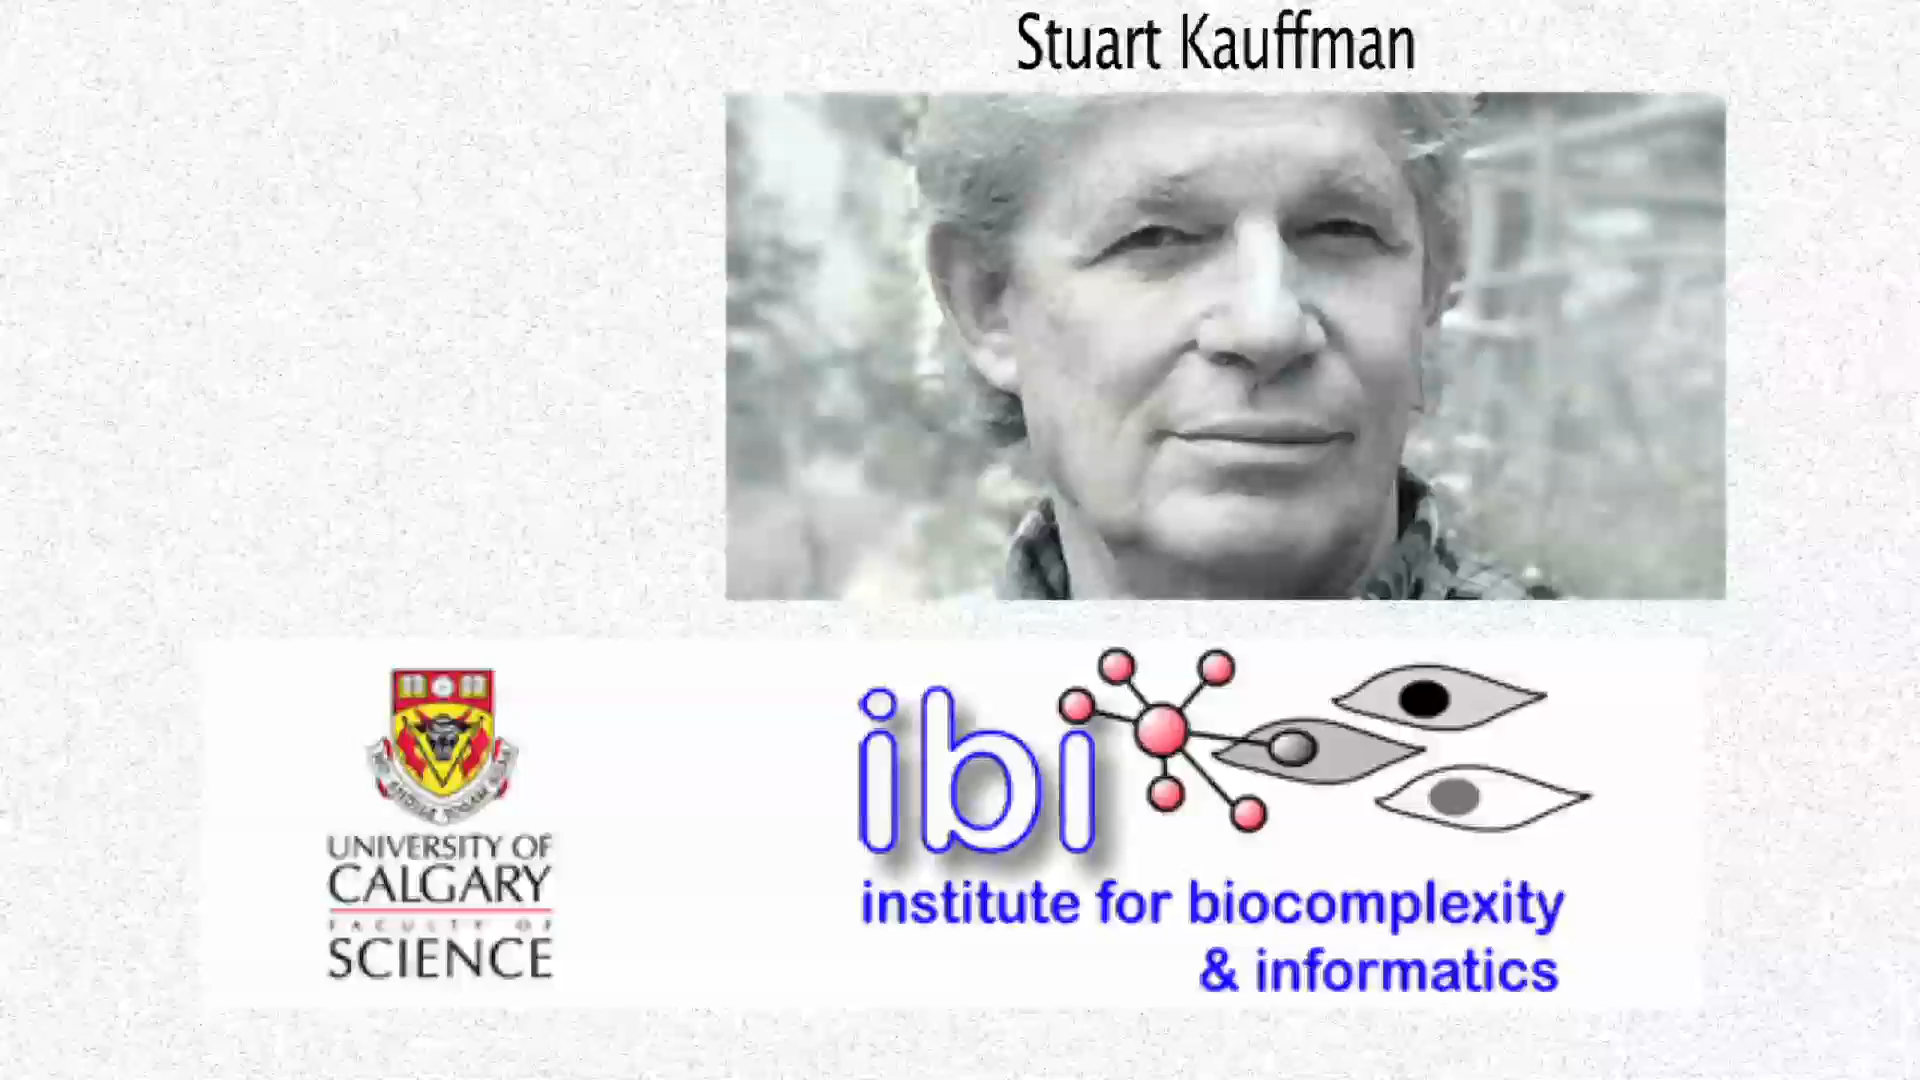 Stuart Kauffman
UNIVERSITY OF
CALGARY
FACULTY OF
SCIENCE
ibi
institute for biocomplexity
& informatics